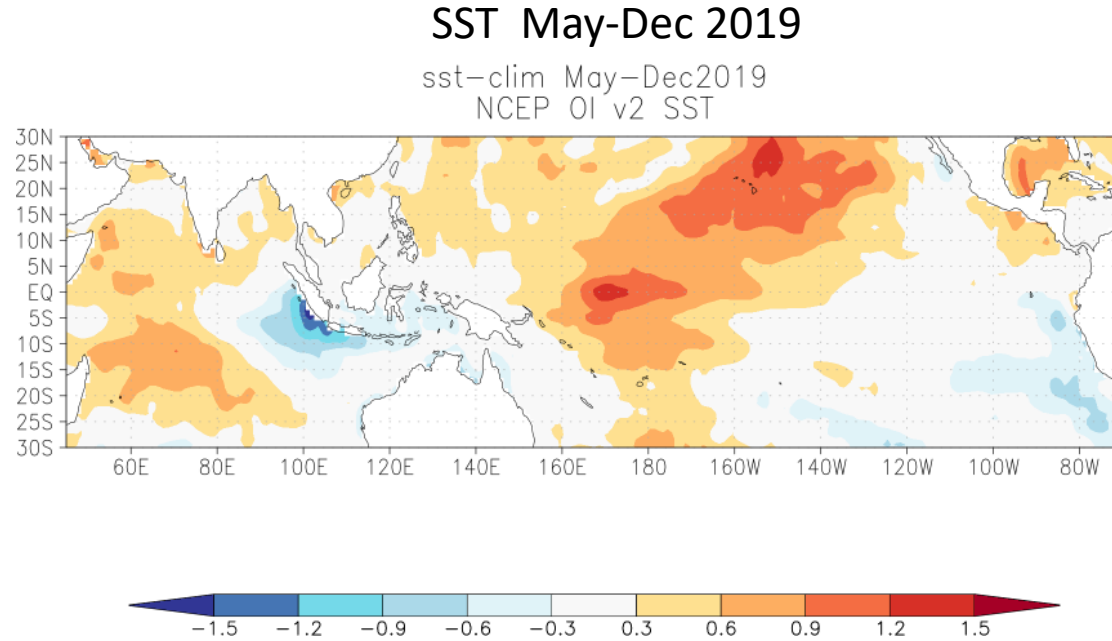 SST May-Dec 2019
sst-clim May-Dec2019
NCEP OI v2 SST
30N
25N
20N
15N
10N
5N
EQ
5S
10S
15S
20S
25S
30S
60E 80E 100E 120E 140E 160E 180 160W 140W 120W 100W 80W
-1.5 -1.2 -0.9 -0.6 -0.3 0.3 0.6 0.9 1.2 1.5